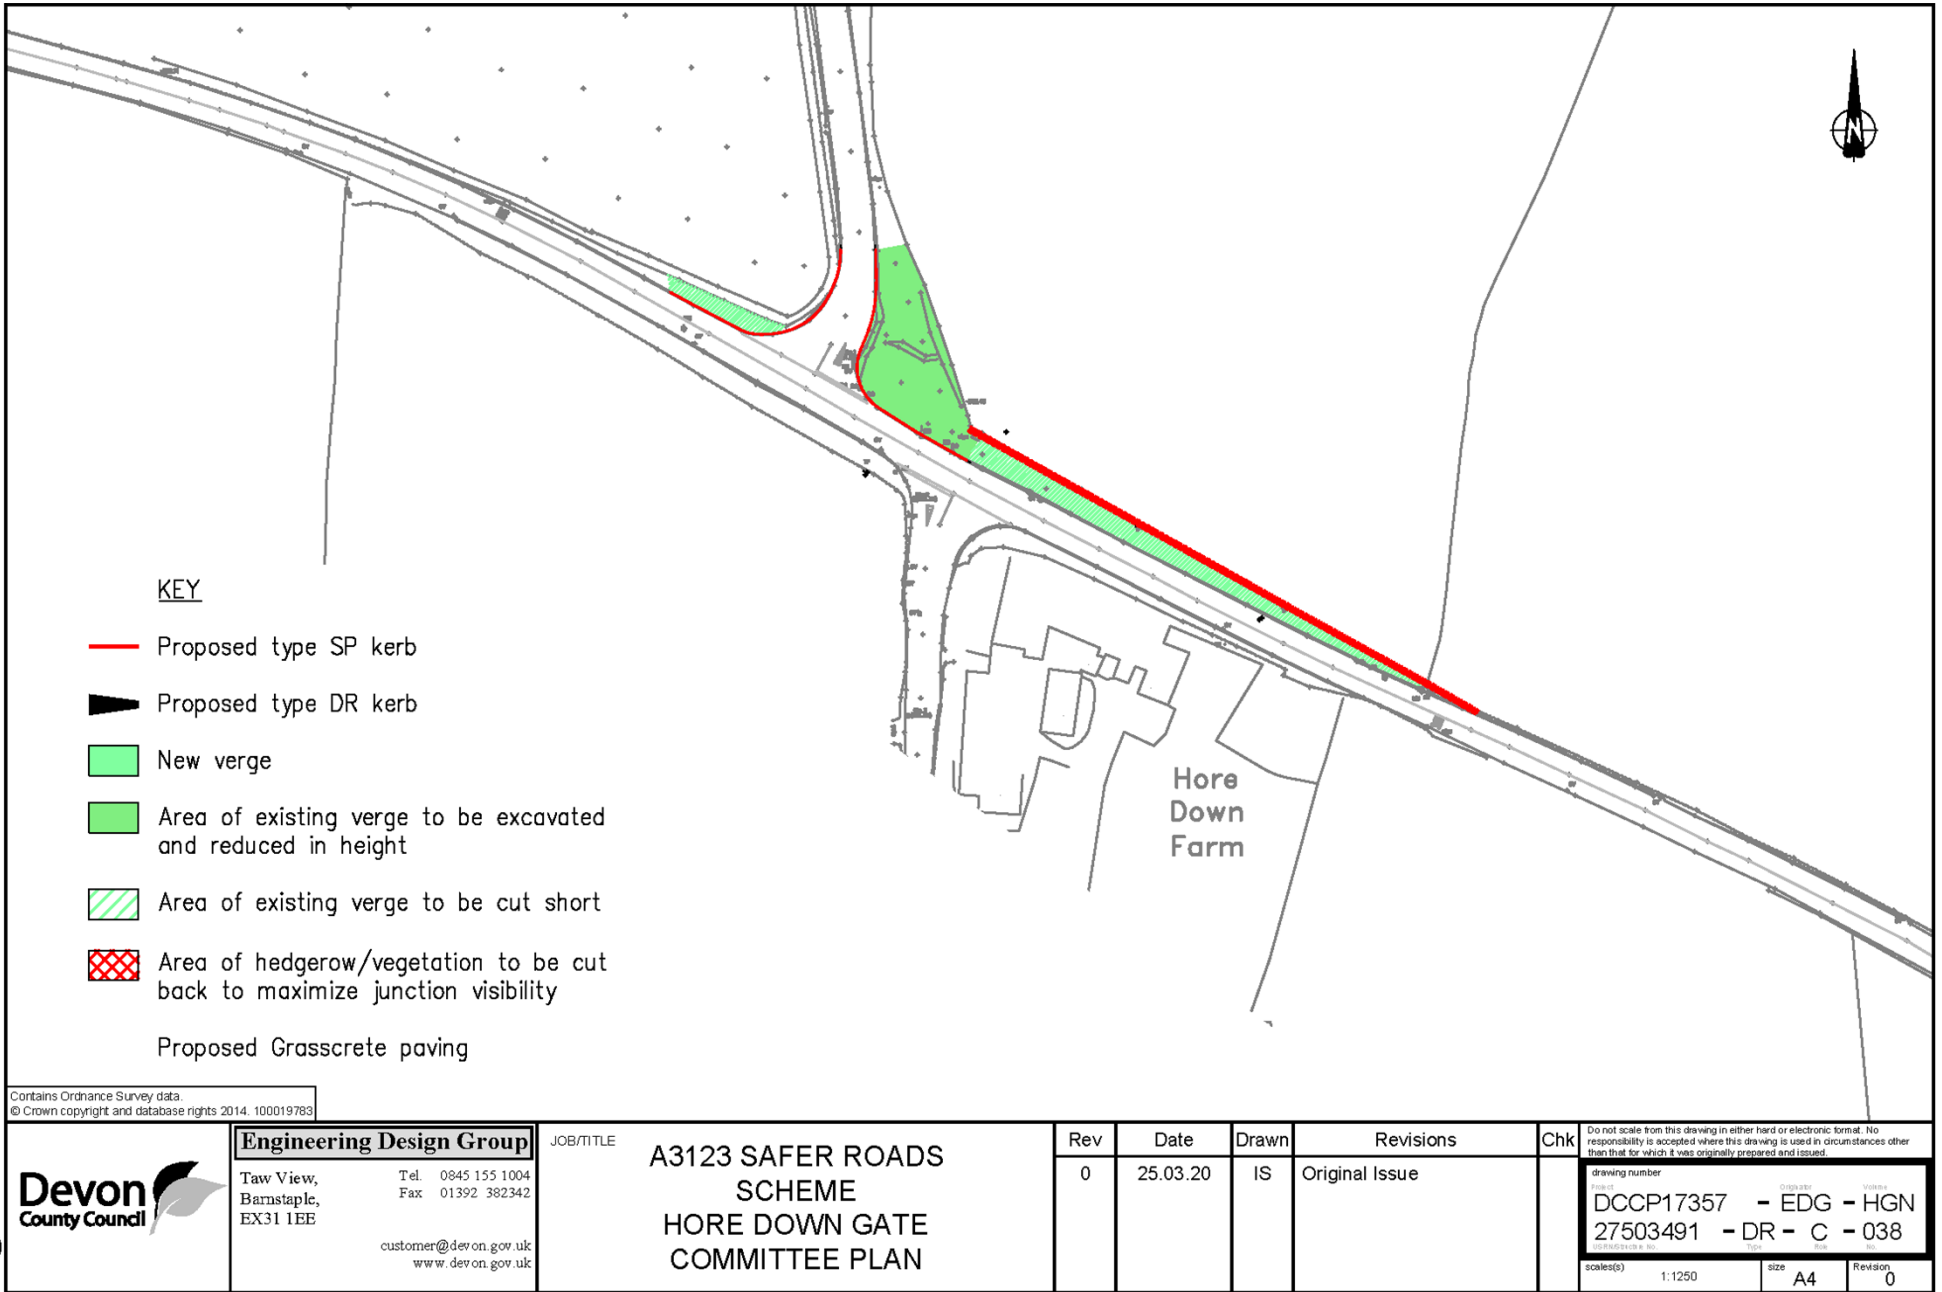 N
Hore
Down
Farm
KEY
Proposed type SP kerb
Proposed type DR kerb
New verge
Area of existing verge to be excavated
and reduced in height
Area of existing verge to be cut short
Area of hedgerow/vegetation to be cut
back to maximize junction visibility
Proposed Grasscrete paving
Contains Ordnance Survey data.
© Crown copyright and database rights 2014. 100019783
Devon
County Council
Engineering Design Group
Taw View,
Barnstaple,
EX31 1EE
Tel. 0845 155 1004
Fax 01392 382342
customer@devon.gov.uk
www.devon.gov.uk
JOB/TITLE
A3123 SAFER ROADS
SCHEME
HORE DOWN GATE
COMMITTEE PLAN
Rev Date Drawn Revisions Chk
0 25.03.20 IS Original Issue
Do not scale from this drawing in either hard or electronic format. No
responsibility is accepted where this drawing is used in circumstances other
than that for which it was originally prepared and issued.
drawing number
Project Originator Volume
DCCP17357 - EDG - HGN
27503491 - DR - C - 038
Type Role No.
scales(s) 1:1250 size A4 Revision 0